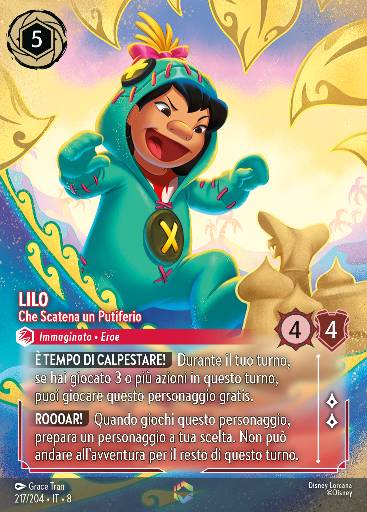 5
X
LILO
Che Scatena un Putiferio
Immaginato • Eroe
4 4
È TEMPO DI CALPESTARE! Durante il tuo turno,
se hai giocato 3 o più azioni in questo turno,
puoi giocare questo personaggio gratis.
ROOOAR! Quando giochi questo personaggio,
prepara un personaggio a tua scelta. Non può
andare all'avventura per il resto di questo turno.
Grace Tran
217/204 • IT • 8
Disney Lorcana
©Disney